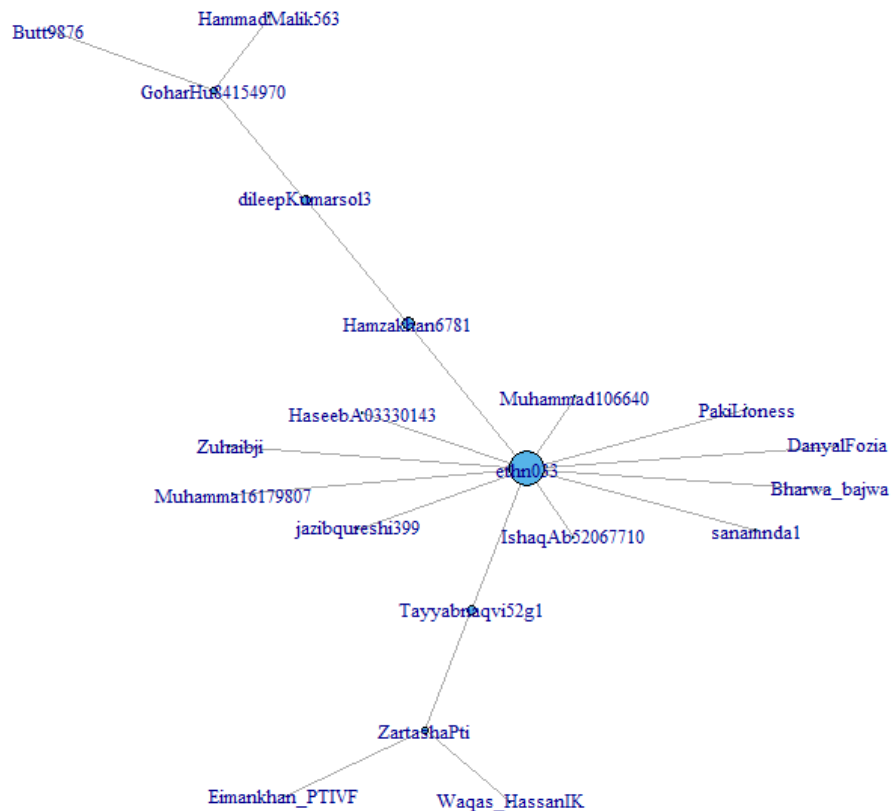 HammadMalik563
Butt9876
GoharHu84154970
dileepKumarsol3
Hamzakhan6781
Muhammad106640
PakiLioness
HaseebA03330143
Zuhaibji
DanyalFozia
ethn033
Bharwa_bajwa
Muhamma16179807
jazibqureshi399
IshaqAb52067710
sanamnda1
Tayyabnaqvi52g1
ZartashaPti
Eimankhan_PTIVF
Waqas_HassanIK